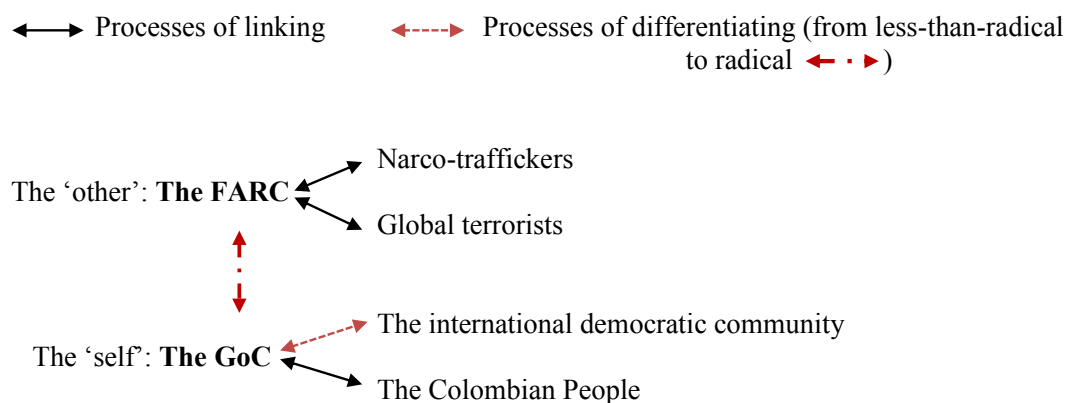 Processes of linking
Processes of differentiating (from less-than-radical
to radical
)
Narco-traffickers
The ‘other’: The FARC
Global terrorists
The international democratic community
The ‘self’: The GoC
The Colombian People